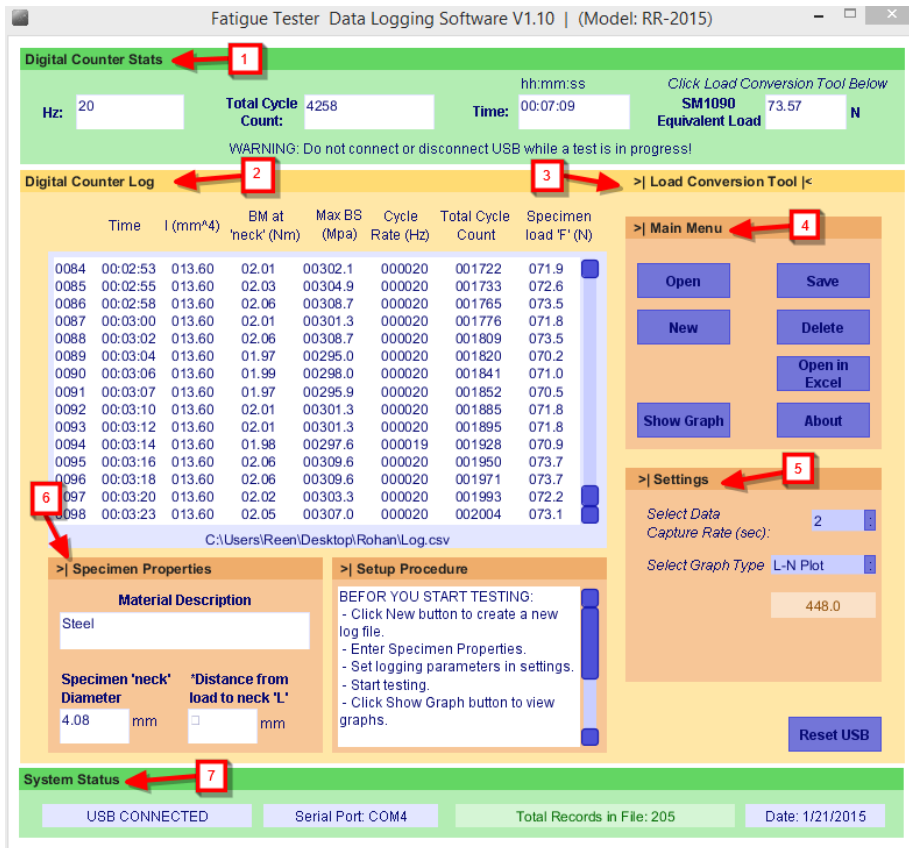 Fatigue Tester Data Logging Software V1.10 | (Model: RR-2015)
Digital Counter Stats
1
hh:mm:ss
Click Load Conversion Tool Below
Hz: 20
Total Cycle Count: 4258
Time: 00:07:09
SM1090 Equivalent Load 73.57 N
WARNING: Do not connect or disconnect USB while a test is in progress!
Digital Counter Log
2
3
>| Load Conversion Tool |<
Time I (mm^4) BM at 'neck' (Nm) Max BS (Mpa) Cycle Rate (Hz) Total Cycle Count Specimen load 'F' (N)
0084 00:02:53 013.60 02.01 00302.1 000020 001722 071.9
0085 00:02:55 013.60 02.03 00304.9 000020 001733 072.6
0086 00:02:58 013.60 02.06 00308.7 000020 001765 073.5
0087 00:03:00 013.60 02.01 00301.3 000020 001776 071.8
0088 00:03:02 013.60 02.06 00308.7 000020 001809 073.5
0089 00:03:04 013.60 01.97 00295.0 000020 001820 070.2
0090 00:03:06 013.60 01.99 00298.0 000020 001841 071.0
0091 00:03:07 013.60 01.97 00295.9 000020 001852 070.5
0092 00:03:10 013.60 02.01 00301.3 000020 001885 071.8
0093 00:03:12 013.60 02.01 00301.3 000020 001895 071.8
0094 00:03:14 013.60 01.98 00297.6 000019 001928 070.9
0095 00:03:16 013.60 02.06 00309.6 000020 001950 073.7
0096 00:03:18 013.60 02.06 00309.6 000020 001971 073.7
0097 00:03:20 013.60 02.02 00303.3 000020 001993 072.2
0098 00:03:23 013.60 02.05 00307.0 000020 002004 073.1
C:\Users\Reen\Desktop\Rohan\Log.csv
>| Main Menu
4
Open
Save
New
Delete
Open in Excel
Show Graph
About
>| Settings
5
Select Data Capture Rate (sec): 2
Select Graph Type L-N Plot
448.0
Reset USB
6
>| Specimen Properties
Material Description
Steel
Specimen 'neck' Diameter
4.08 mm
*Distance from load to neck 'L'
mm
>| Setup Procedure
BEFOR YOU START TESTING:
- Click New button to create a new
log file.
- Enter Specimen Properties.
- Set logging parameters in settings.
- Start testing.
- Click Show Graph button to view
graphs.
System Status
7
USB CONNECTED
Serial Port: COM4
Total Records in File: 205
Date: 1/21/2015